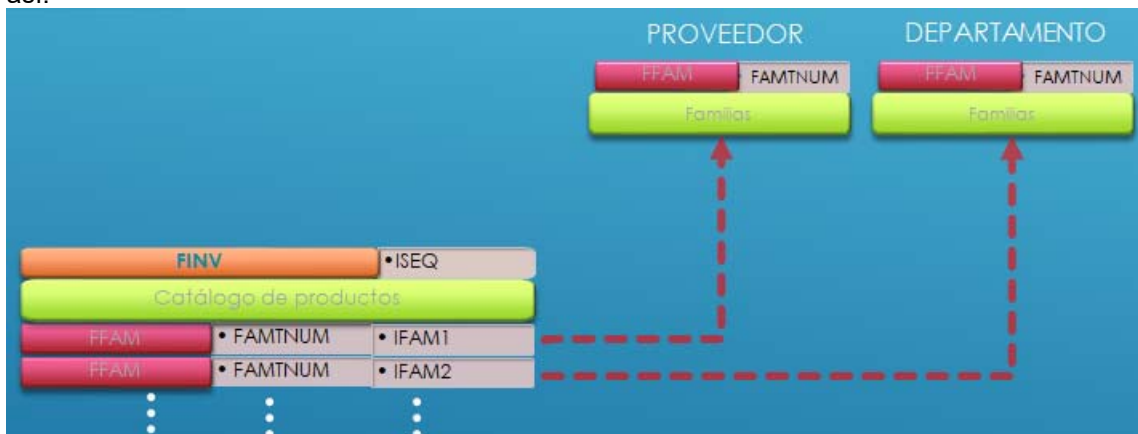 PROVEEDOR DEPARTAMENTO
FFAM • FAMTNUM FFAM • FAMTNUM
Familias Familias
FINV •ISEQ
Catálogo de productos
FFAM • FAMTNUM • IFAM1
FFAM • FAMTNUM • IFAM2